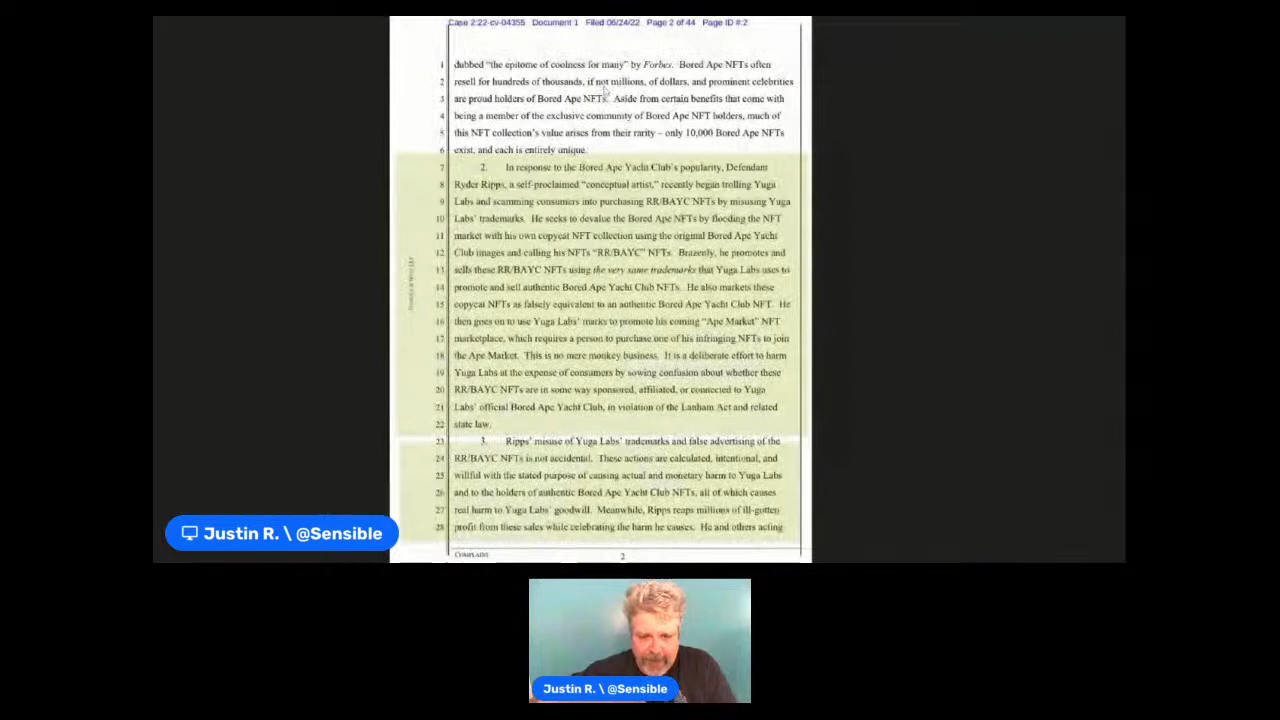 Case 2:22-cv-04355 Document 1 Filed 06/24/22 Page 2 of 44 Page ID #:2
1 dubbed “the epitome of coolness for many” by Forbes. Bored Ape NFTs often
2 resell for hundreds of thousands, if not millions, of dollars, and prominent celebrities
3 are proud holders of Bored Ape NFTs. Aside from certain benefits that come with
4 being a member of the exclusive community of Bored Ape NFT holders, much of
5 this NFT collection's value arises from their rarity – only 10,000 Bored Ape NFTs
6 exist, and each is entirely unique.
7 2. In response to the Bored Ape Yacht Club's popularity, Defendant
8 Ryder Ripps, a self-proclaimed “conceptual artist,” recently began trolling Yuga
9 Labs and scamming consumers into purchasing RR/BAYC NFTs by misusing Yuga
10 Labs' trademarks. He seeks to devalue the Bored Ape NFTs by flooding the NFT
11 market with his own copycat NFT collection using the original Bored Ape Yacht
12 Club images and calling his NFTs “RR/BAYC” NFTs. Brazenly, he promotes and
13 sells these RR/BAYC NFTs using the very same trademarks that Yuga Labs uses to
14 promote and sell authentic Bored Ape Yacht Club NFTs. He also markets these
15 copycat NFTs as falsely equivalent to an authentic Bored Ape Yacht Club NFT. He
16 then goes on to use Yuga Labs' marks to promote his coming “Ape Market” NFT
17 marketplace, which requires a person to purchase one of his infringing NFTs to join
18 the Ape Market. This is no mere monkey business. It is a deliberate effort to harm
19 Yuga Labs at the expense of consumers by sowing confusion about whether these
20 RR/BAYC NFTs are in some way sponsored, affiliated, or connected to Yuga
21 Labs' official Bored Ape Yacht Club, in violation of the Lanham Act and related
22 state law.
23 3. Ripps' misuse of Yuga Labs' trademarks and false advertising of the
24 RR/BAYC NFTs is not accidental. These actions are calculated, intentional, and
25 willful with the stated purpose of causing actual and monetary harm to Yuga Labs
26 and to the holders of authentic Bored Ape Yacht Club NFTs, all of which causes
27 real harm to Yuga Labs' goodwill. Meanwhile, Ripps reaps millions of ill-gotten
28 profit from these sales while celebrating the harm he causes. He and others acting
COMPLAINT 2
Justin R. \ @Sensible
Justin R. \ @Sensible